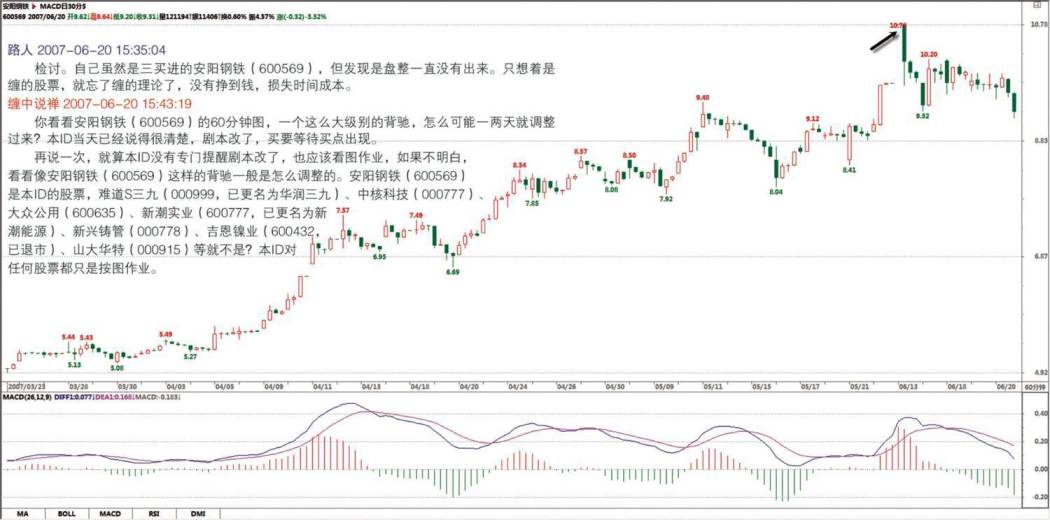 安阳钢铁 ▶ MACD日30分5
600569 2007/06/20 开9.62↓高9.64↓低9.20↓收9.31↓量121194↑额11406↑换0.60% 振4.57% 涨(-0.32)-3.32%
路人 2007-06-20 15:35:04
检讨。自己虽然是三买进的安阳钢铁（600569），但发现是盘整一直没有出来。只想着是
缠的股票，就忘了缠的理论了，没有挣到钱，损失时间成本。
缠中说禅 2007-06-20 15:43:19
你看看安阳钢铁（600569）的60分钟图，一个这么大级别的背驰，怎么可能一两天就调整
过来？本ID当天已经说得很清楚，剧本改了，买要等待买点出现。
再说一次，就算本ID没有专门提醒剧本改了，也应该看图作业，如果不明白，
看看像安阳钢铁（600569）这样的背驰一般是怎么调整的。安阳钢铁（600569）
是本ID的股票，难道S三九（000999，已更名为华润三九）、中核科技（000777）、
大众公用（600635）、新潮实业（600777，已更名为新
潮能源）、新兴铸管（000778）、吉恩镍业（600432，
已退市）、山大华特（000915）等就不是？本ID对
任何股票都只是按图作业。
10.78
8.83
6.87
4.92
5.44 5.43 5.13 5.08 5.49 5.27
7.57 6.95 7.49 6.69
8.34 7.85 8.57 8.08 8.50 7.92
9.48 8.04 9.12 8.41
9.32 10.20
2007/03/23 03/28 03/30 04/03 04/05 04/09 04/11 04/13 04/18 04/20 04/24 04/26 04/30 05/09 05/11 05/15 05/17 05/21 06/13 06/18 06/20 60分钟
MACD(26,12,9) DIFF1:0.077↓DEA1:0.168↓MACD:-0.183↓
0.40
0.20
0.00
-0.20
MA BOLL MACD RSI DMI